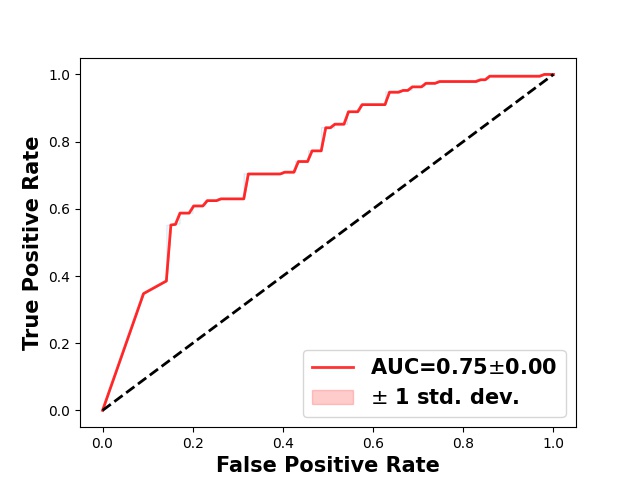 1.0
0.8
0.6
0.4
0.2
0.0
True Positive Rate
AUC=0.75±0.00
± 1 std. dev.
0.0 0.2 0.4 0.6 0.8 1.0
False Positive Rate